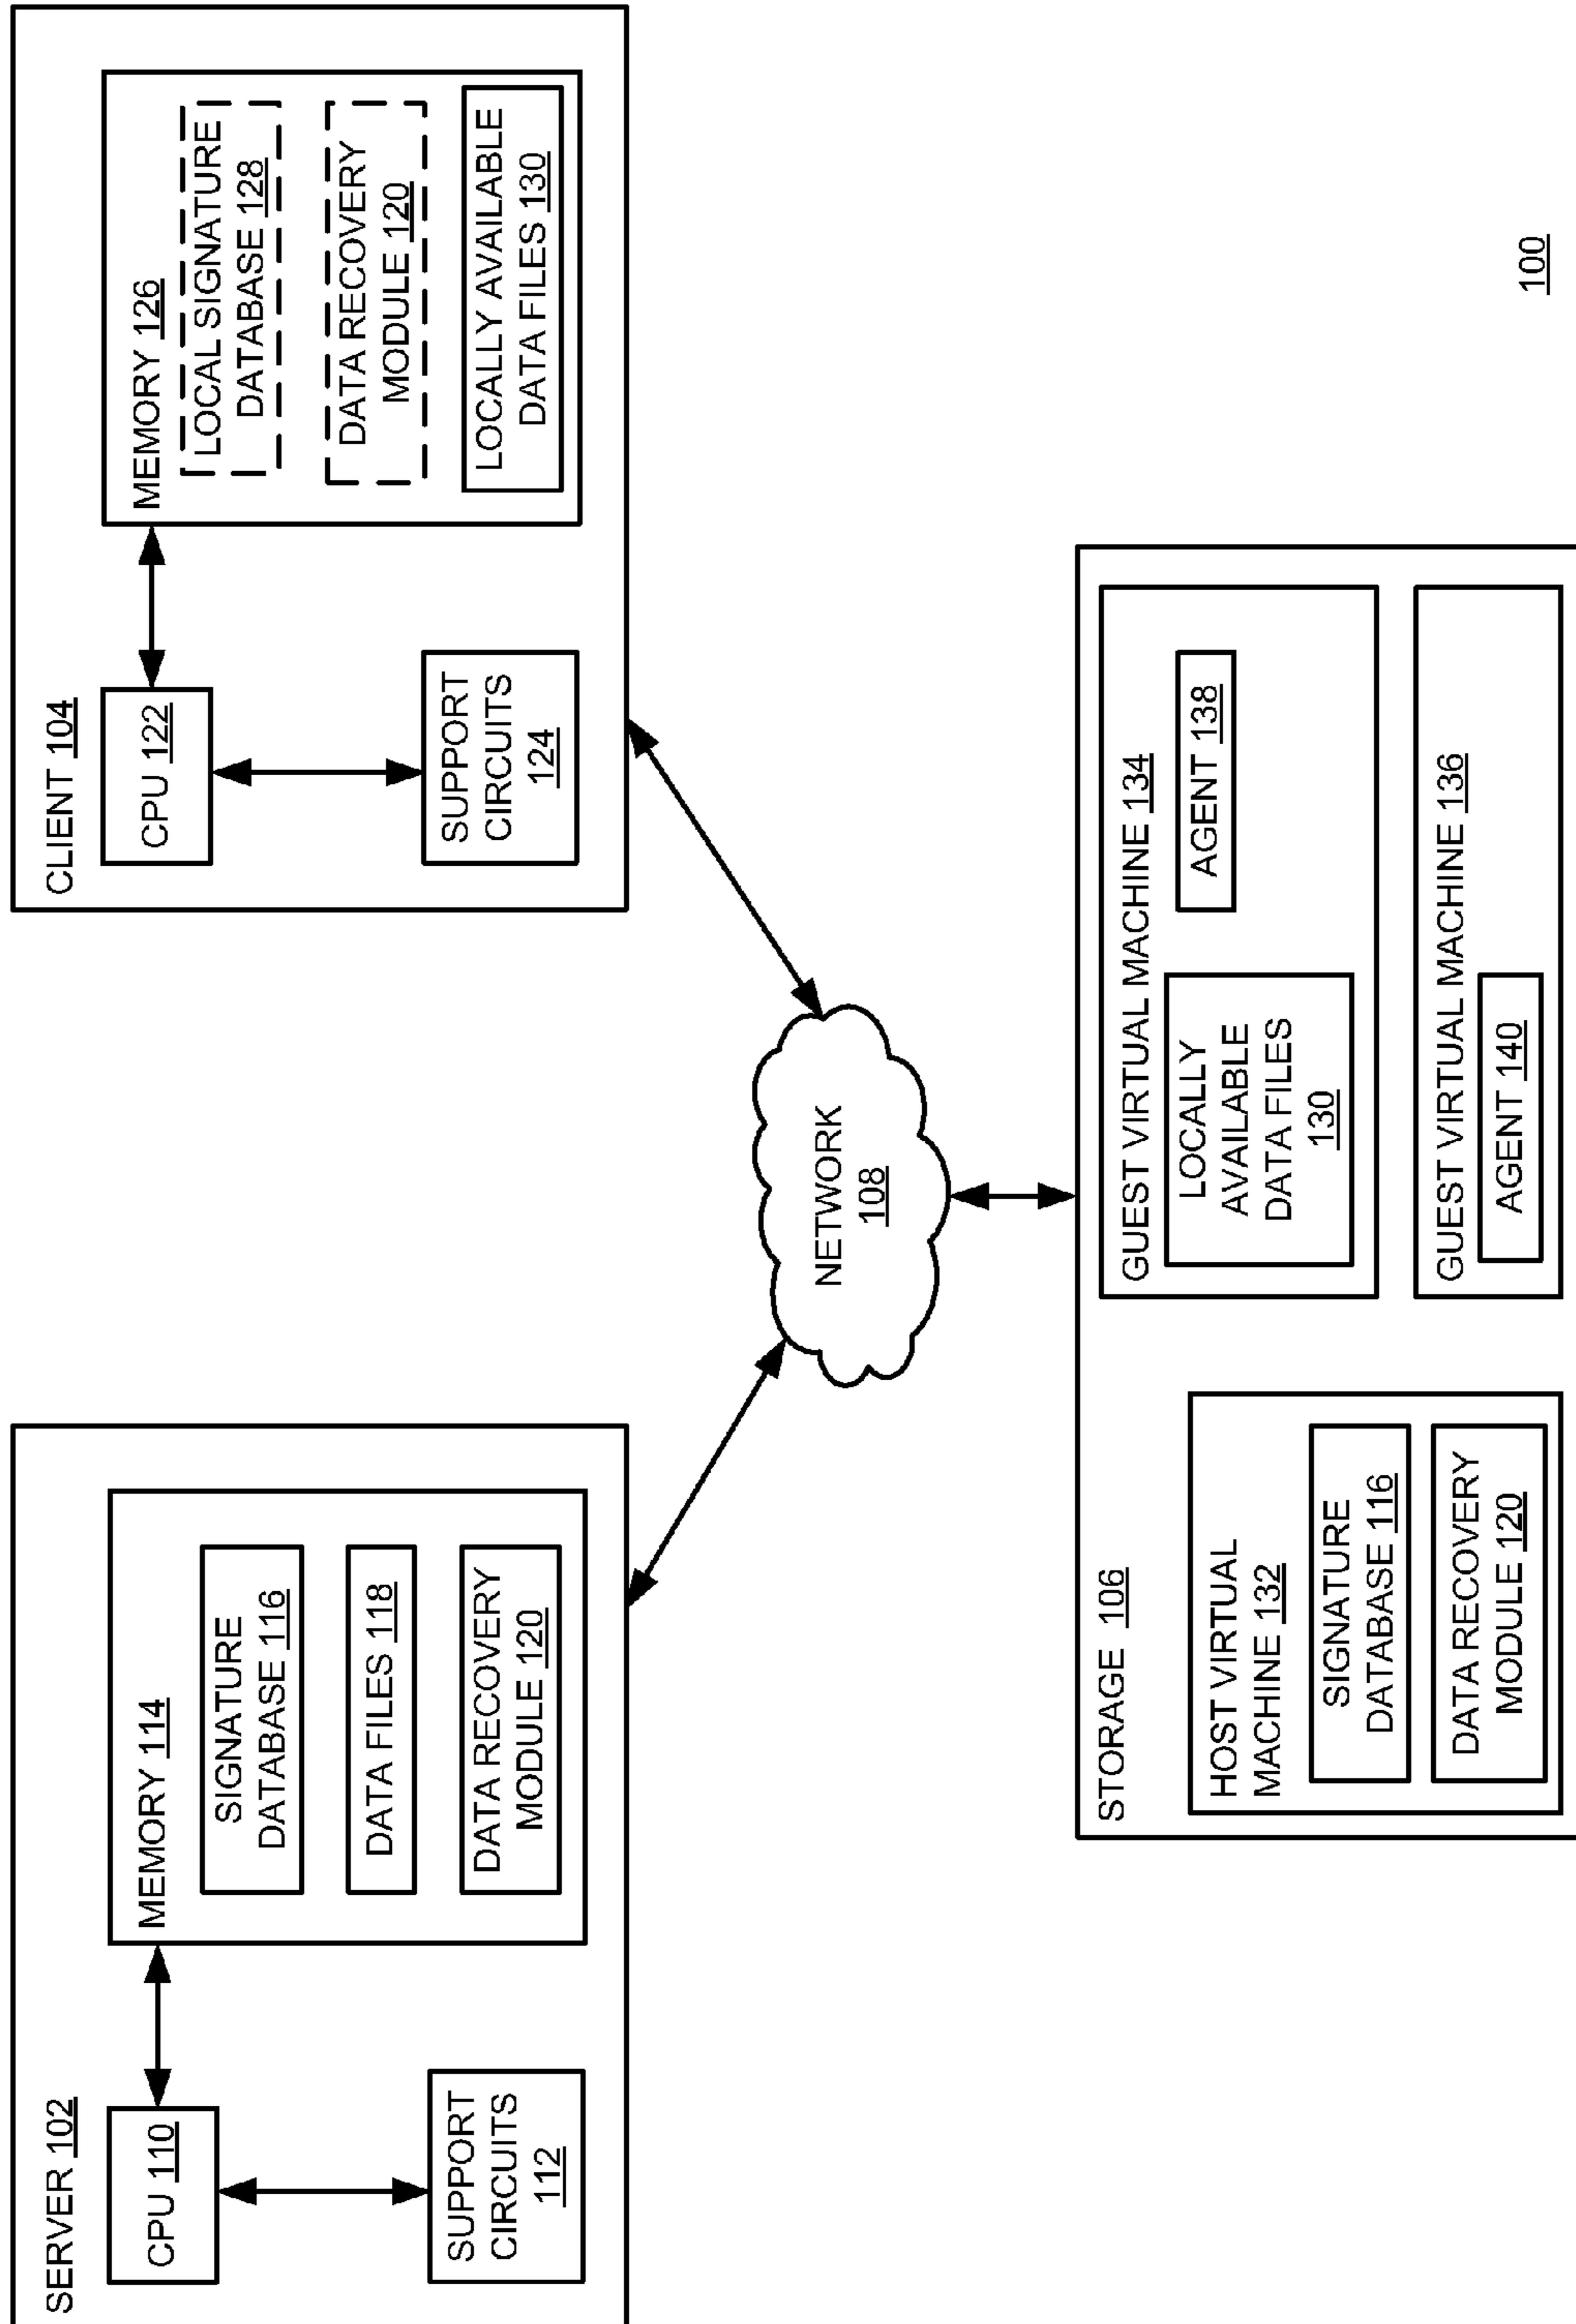 SERVER 102
CPU 110
SUPPORT
CIRCUITS
112
MEMORY 114
SIGNATURE
DATABASE 116
DATA FILES 118
DATA RECOVERY
MODULE 120
CLIENT 104
CPU 122
SUPPORT
CIRCUITS
124
MEMORY 126
LOCAL SIGNATURE
DATABASE 128
DATA RECOVERY
MODULE 120
LOCALLY AVAILABLE
DATA FILES 130
NETWORK
108
STORAGE 106
HOST VIRTUAL
MACHINE 132
SIGNATURE
DATABASE 116
DATA RECOVERY
MODULE 120
GUEST VIRTUAL MACHINE 134
LOCALLY
AVAILABLE
DATA FILES
130
AGENT 138
GUEST VIRTUAL MACHINE 136
AGENT 140
100